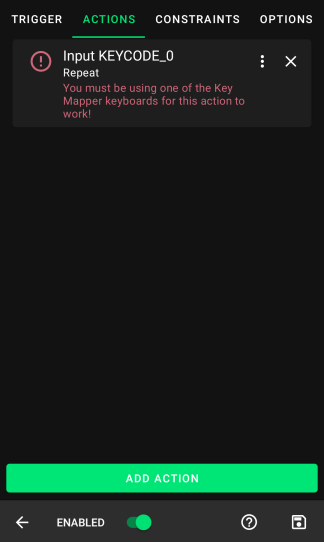 TRIGGER ACTIONS CONSTRAINTS OPTIONS
Input KEYCODE_0
Repeat
You must be using one of the Key
Mapper keyboards for this action to
work!
ADD ACTION
ENABLED